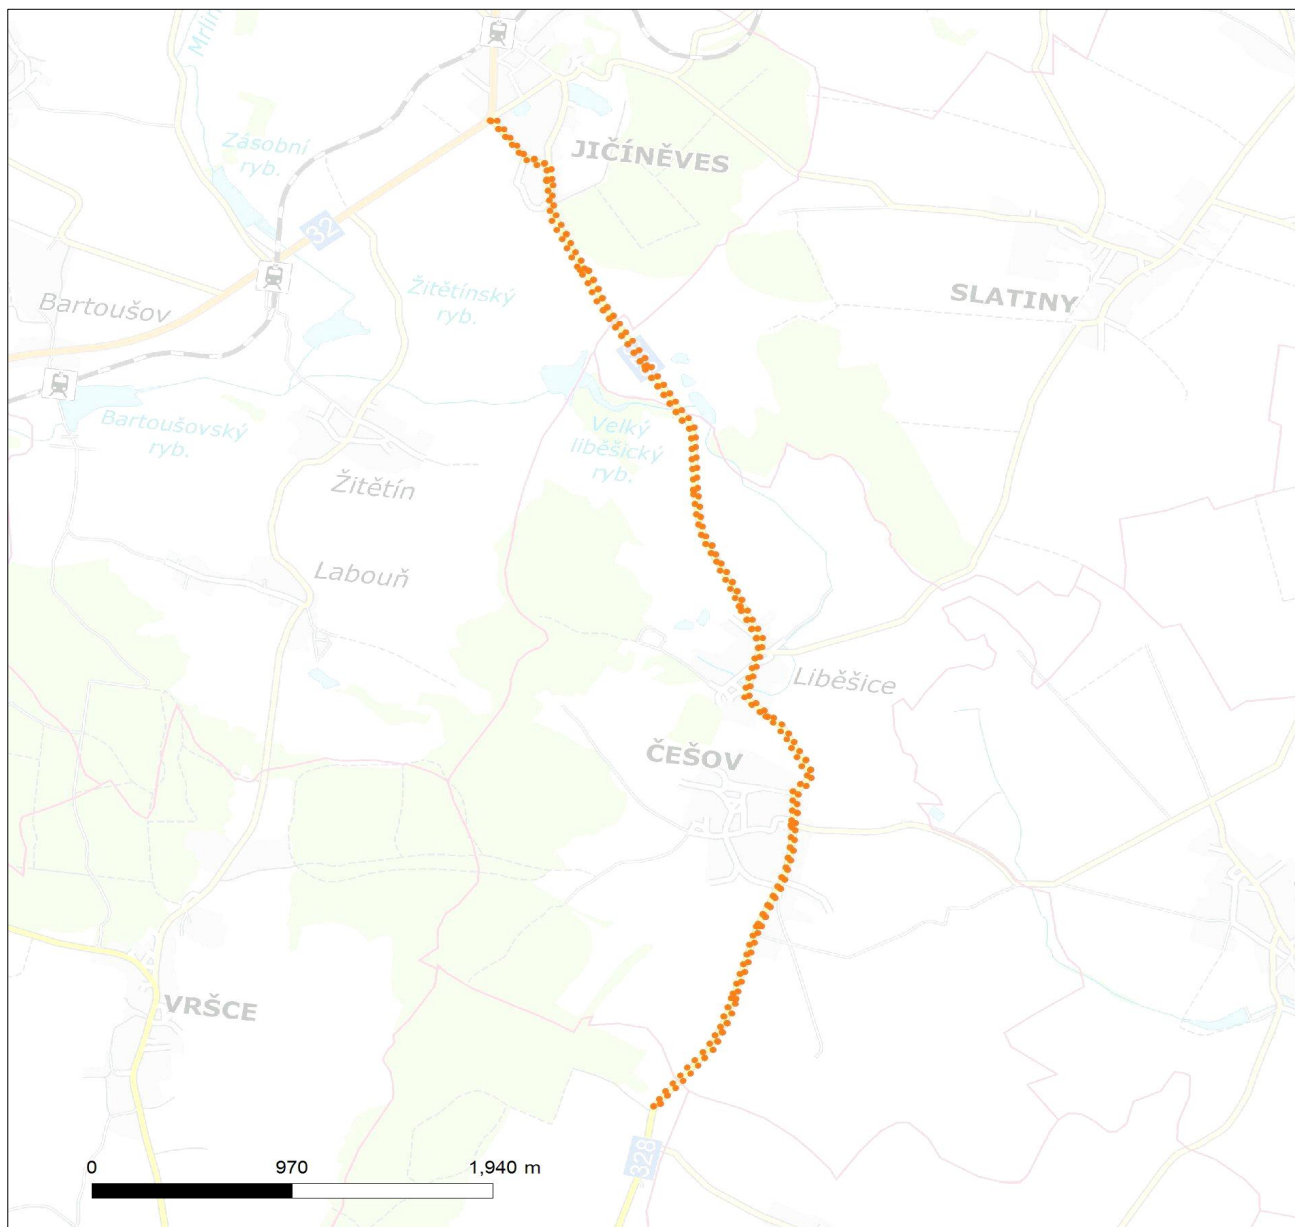 Mrlin
JIČÍNĚVES
Zásobní
ryb.
32
Žitětínský
ryb.
SLATINY
Bartoušov
Bartoušovský
ryb.
Velký
liběšický
ryb.
Žitětín
Labouň
Liběšice
ČEŠOV
VRŠCE
328
0 970 1,940 m